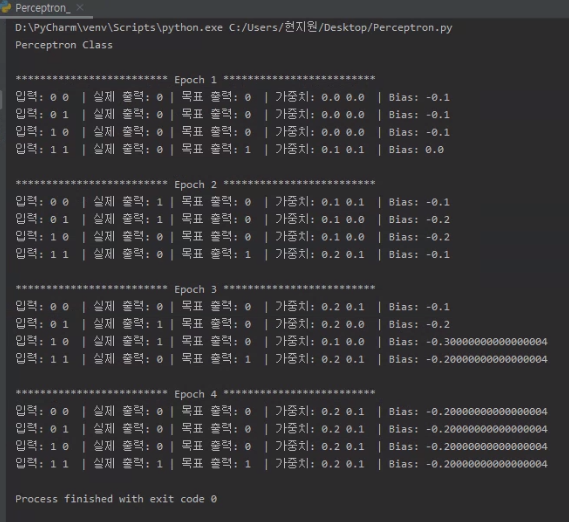 Perceptron_
D:\PyCharm\venv\Scripts\python.exe C:/Users/현지원/Desktop/Perceptron.py
Perceptron Class
************************* Epoch 1 *************************
입력: 0 0 | 실제 출력: 0 | 목표 출력: 0 | 가중치: 0.0 0.0 | Bias: -0.1
입력: 0 1 | 실제 출력: 0 | 목표 출력: 0 | 가중치: 0.0 0.0 | Bias: -0.1
입력: 1 0 | 실제 출력: 0 | 목표 출력: 0 | 가중치: 0.0 0.0 | Bias: -0.1
입력: 1 1 | 실제 출력: 0 | 목표 출력: 1 | 가중치: 0.1 0.1 | Bias: 0.0
************************* Epoch 2 *************************
입력: 0 0 | 실제 출력: 1 | 목표 출력: 0 | 가중치: 0.1 0.1 | Bias: -0.1
입력: 0 1 | 실제 출력: 1 | 목표 출력: 0 | 가중치: 0.1 0.0 | Bias: -0.2
입력: 1 0 | 실제 출력: 0 | 목표 출력: 0 | 가중치: 0.1 0.0 | Bias: -0.2
입력: 1 1 | 실제 출력: 0 | 목표 출력: 1 | 가중치: 0.2 0.1 | Bias: -0.1
************************* Epoch 3 *************************
입력: 0 0 | 실제 출력: 0 | 목표 출력: 0 | 가중치: 0.2 0.1 | Bias: -0.1
입력: 0 1 | 실제 출력: 1 | 목표 출력: 0 | 가중치: 0.2 0.0 | Bias: -0.2
입력: 1 0 | 실제 출력: 1 | 목표 출력: 0 | 가중치: 0.1 0.0 | Bias: -0.30000000000000004
입력: 1 1 | 실제 출력: 0 | 목표 출력: 1 | 가중치: 0.2 0.1 | Bias: -0.20000000000000004
************************* Epoch 4 *************************
입력: 0 0 | 실제 출력: 0 | 목표 출력: 0 | 가중치: 0.2 0.1 | Bias: -0.20000000000000004
입력: 0 1 | 실제 출력: 0 | 목표 출력: 0 | 가중치: 0.2 0.1 | Bias: -0.20000000000000004
입력: 1 0 | 실제 출력: 0 | 목표 출력: 0 | 가중치: 0.2 0.1 | Bias: -0.20000000000000004
입력: 1 1 | 실제 출력: 1 | 목표 출력: 1 | 가중치: 0.2 0.1 | Bias: -0.20000000000000004
Process finished with exit code 0